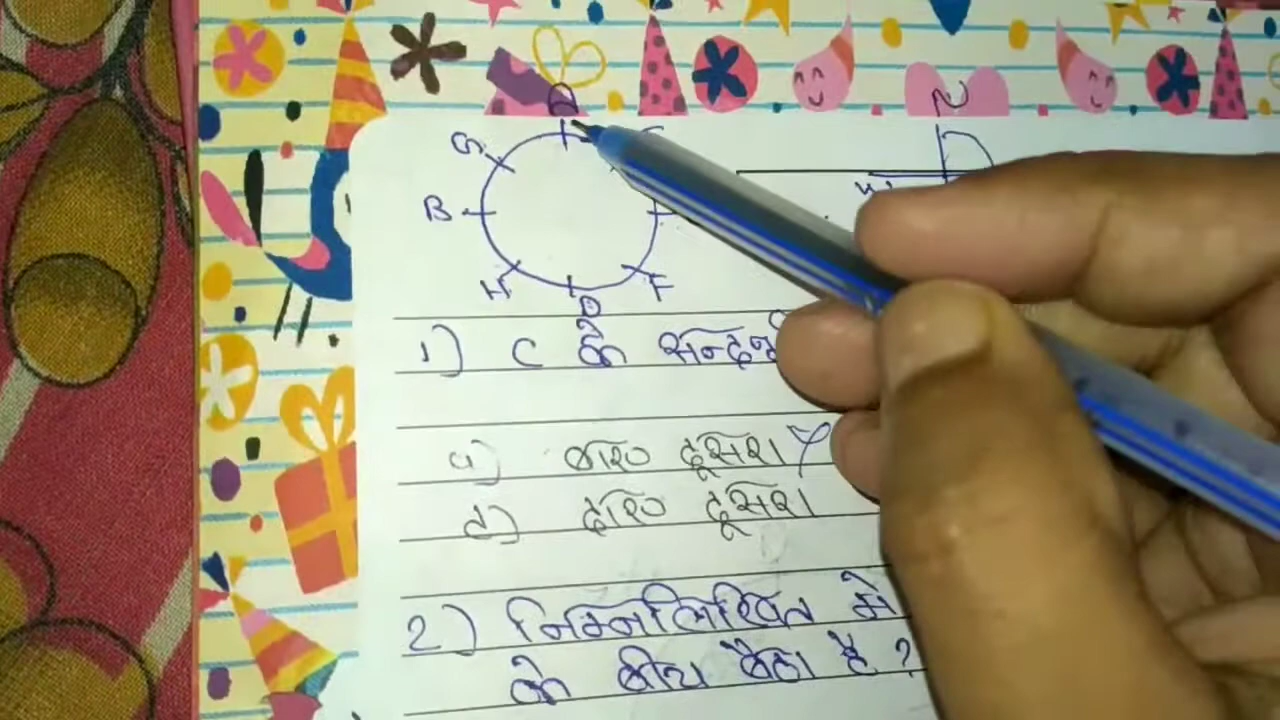 N
G
B
H
F
D
1) C के सन्दर्भ
a) बाएं दूसरा
d) दाएं दूसरा
2) निम्नलिखित मे
के बीच बैठा है ?